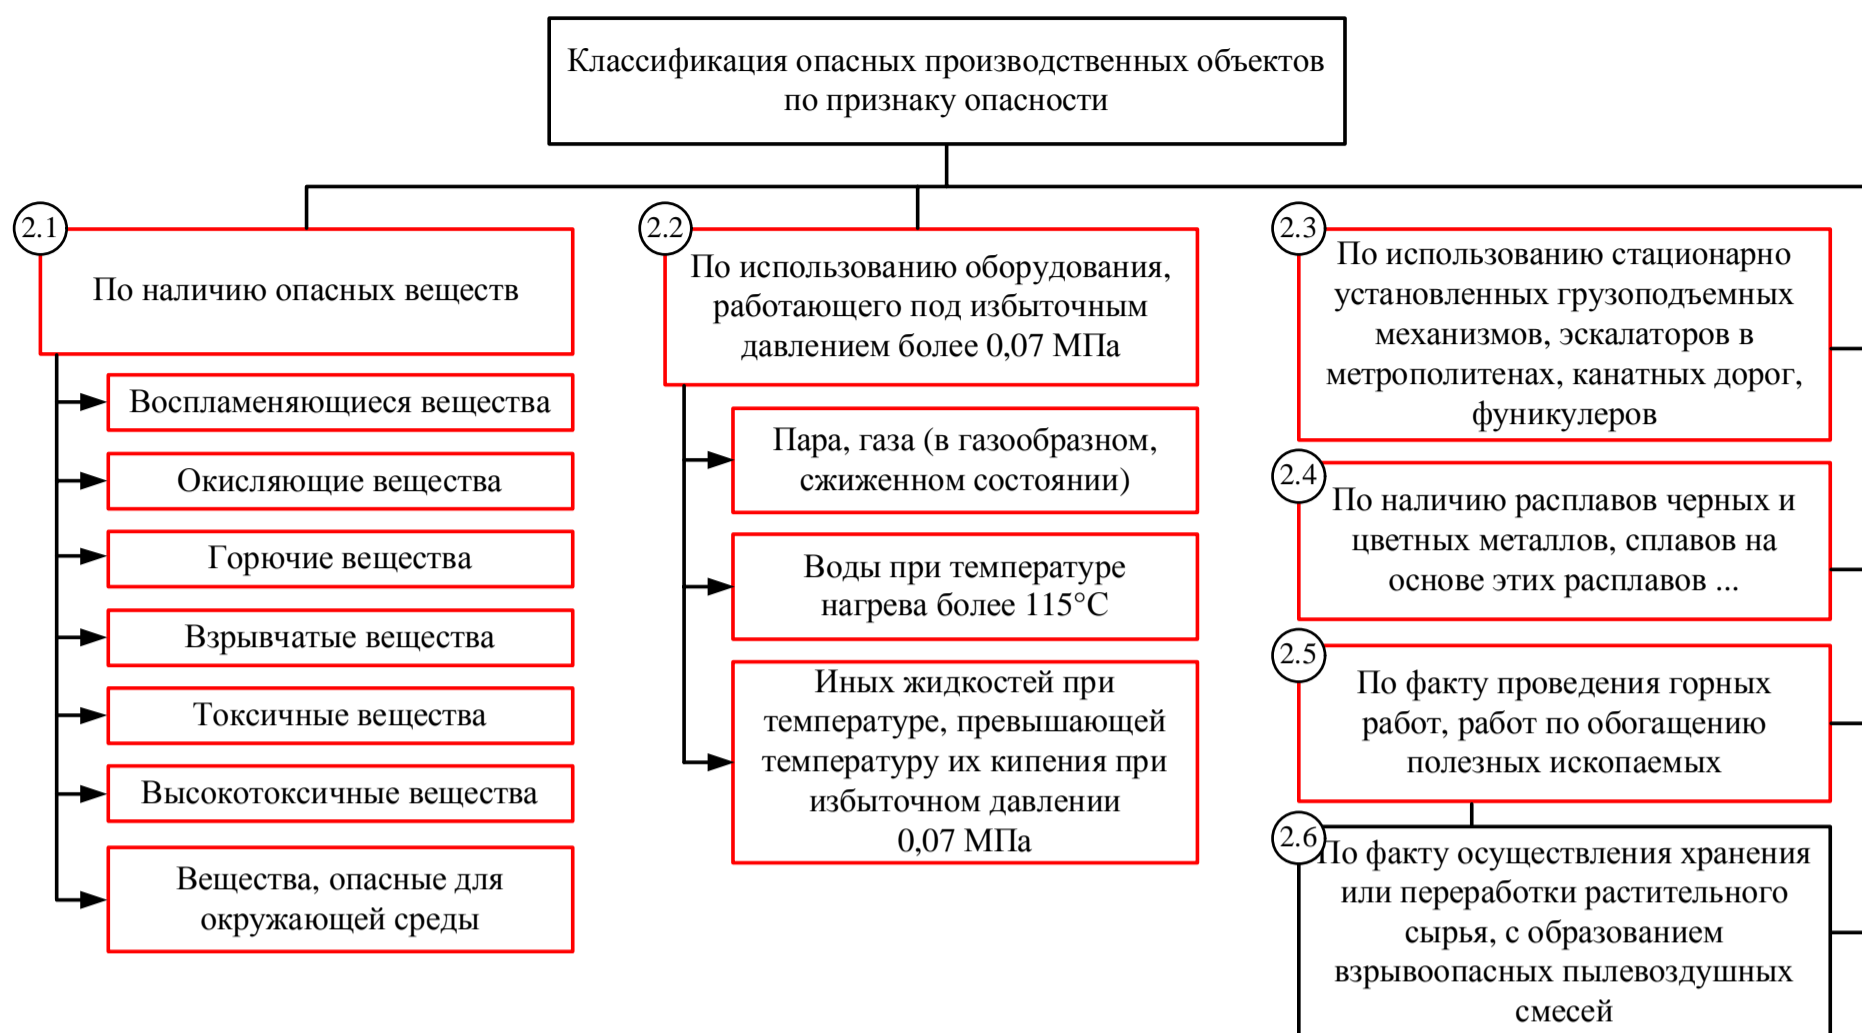 Классификация опасных производственных объектов
по признаку опасности
2.1
По наличию опасных веществ
Воспламеняющиеся вещества
Окисляющие вещества
Горючие вещества
Взрывчатые вещества
Токсичные вещества
Высокотоксичные вещества
Вещества, опасные для
окружающей среды
2.2
По использованию оборудования,
работающего под избыточным
давлением более 0,07 МПа
Пара, газа (в газообразном,
сжиженном состоянии)
Воды при температуре
нагрева более 115°С
Иных жидкостей при
температуре, превышающей
температуру их кипения при
избыточном давлении
0,07 МПа
2.3
По использованию стационарно
установленных грузоподъемных
механизмов, эскалаторов в
метрополитенах, канатных дорог,
фуникулеров
2.4
По наличию расплавов черных и
цветных металлов, сплавов на
основе этих расплавов ...
2.5
По факту проведения горных
работ, работ по обогащению
полезных ископаемых
2.6
По факту осуществления хранения
или переработки растительного
сырья, с образованием
взрывоопасных пылевоздушных
смесей